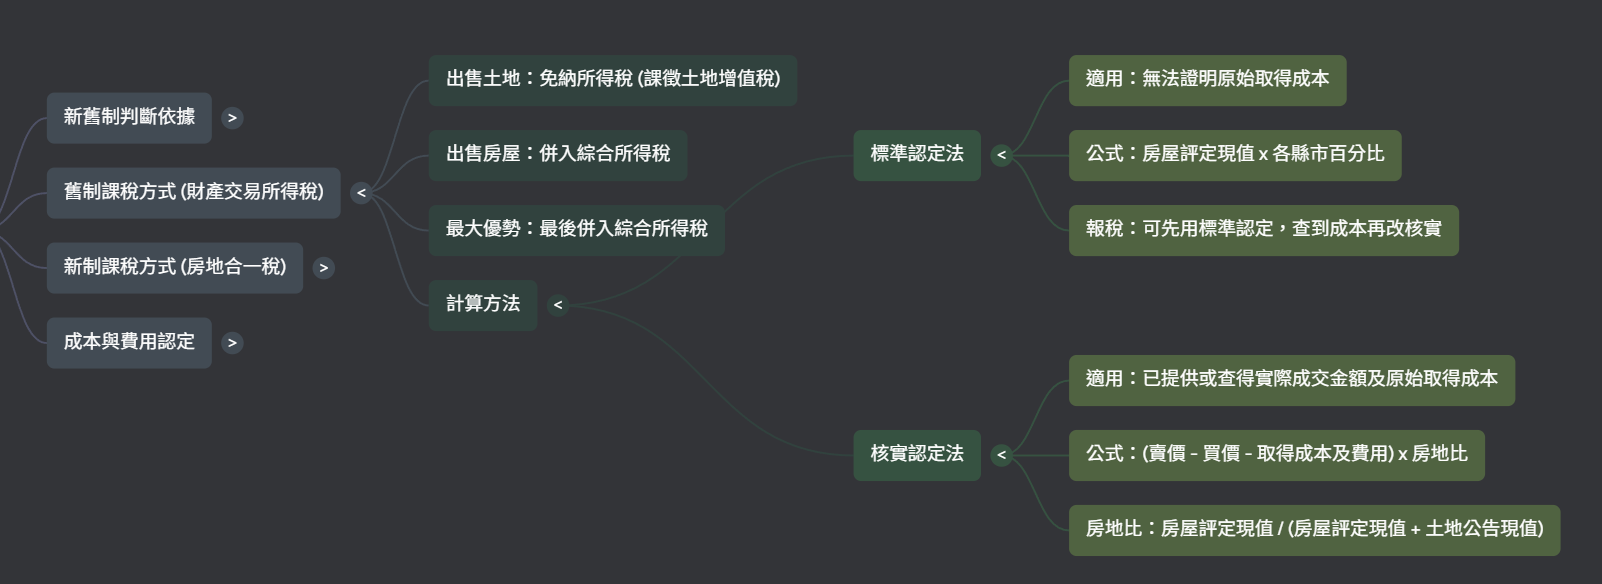 新舊制判斷依據
>
舊制課稅方式 (財產交易所得稅)
<
新制課稅方式 (房地合一稅)
>
成本與費用認定
>
出售土地：免納所得稅 (課徵土地增值稅)
出售房屋：併入綜合所得稅
最大優勢：最後併入綜合所得稅
計算方法
<
標準認定法
<
適用：無法證明原始取得成本
公式：房屋評定現值 x 各縣市百分比
報稅：可先用標準認定，查到成本再改核實
核實認定法
<
適用：已提供或查得實際成交金額及原始取得成本
公式：(賣價 - 買價 - 取得成本及費用) x 房地比
房地比：房屋評定現值 / (房屋評定現值 + 土地公告現值)